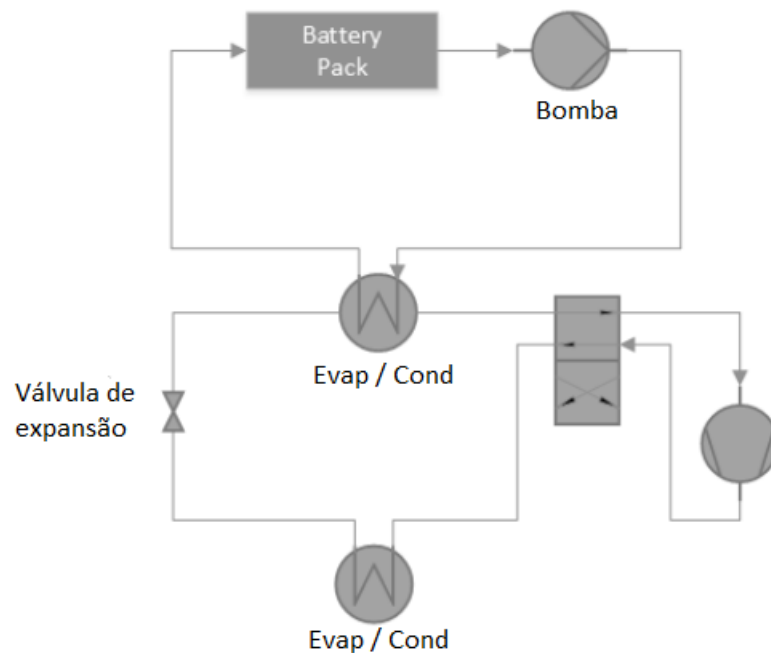 Battery
Pack
Bomba
Evap / Cond
Válvula de
expansão
Evap / Cond